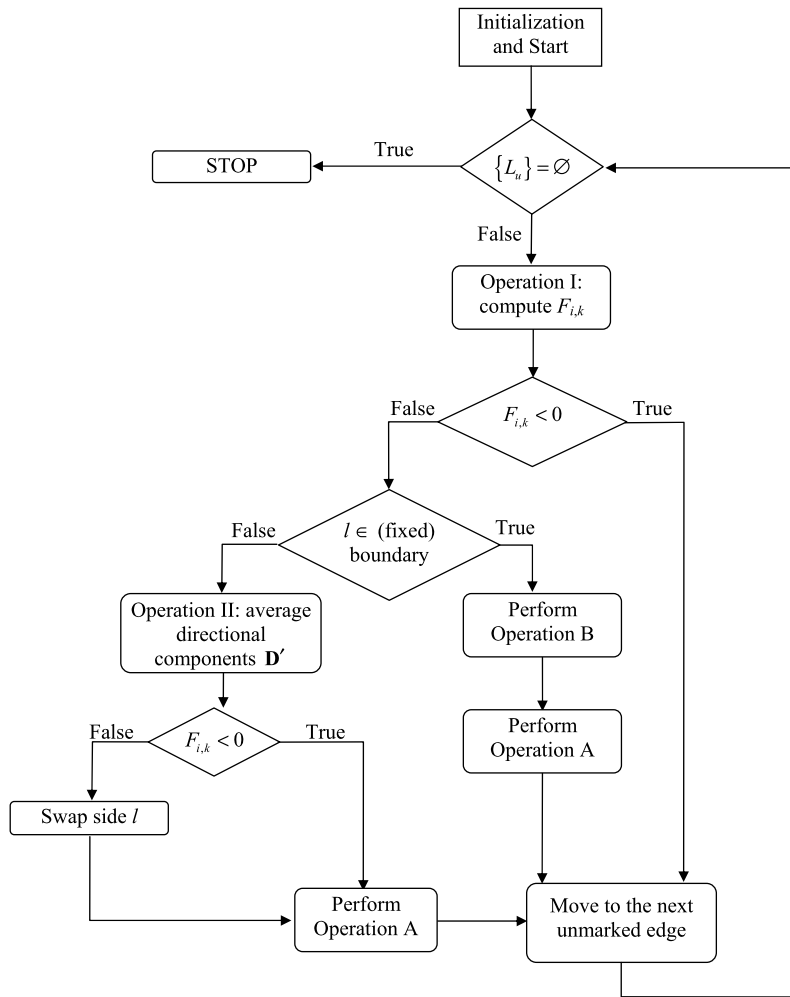 Initialization
and Start
True
STOP
{L_u} = ∅
False
Operation I:
compute F_{i,k}
False
F_{i,k} < 0
True
False
l ∈ (fixed)
boundary
True
Operation II: average
directional
components D′
Perform
Operation B
False
F_{i,k} < 0
True
Perform
Operation A
Swap side l
Perform
Operation A
Move to the next
unmarked edge